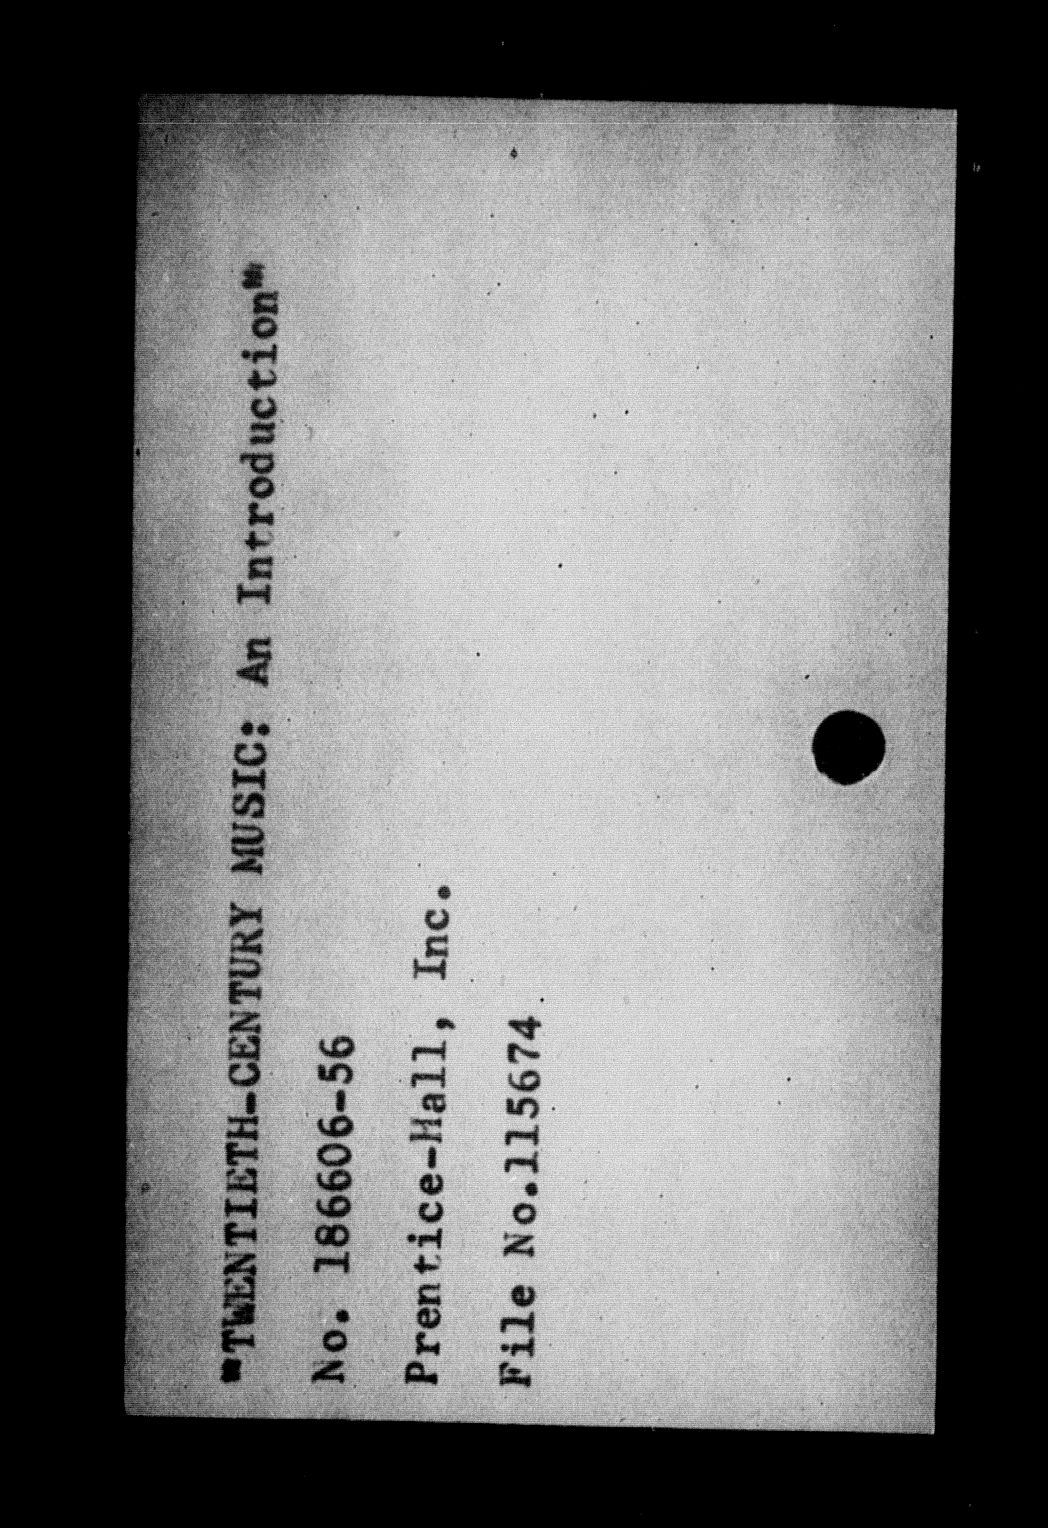 "TWENTIETH-CENTURY MUSIC: An Introduction"
No. 186606-56
Prentice-Hall, Inc.
File No.115674